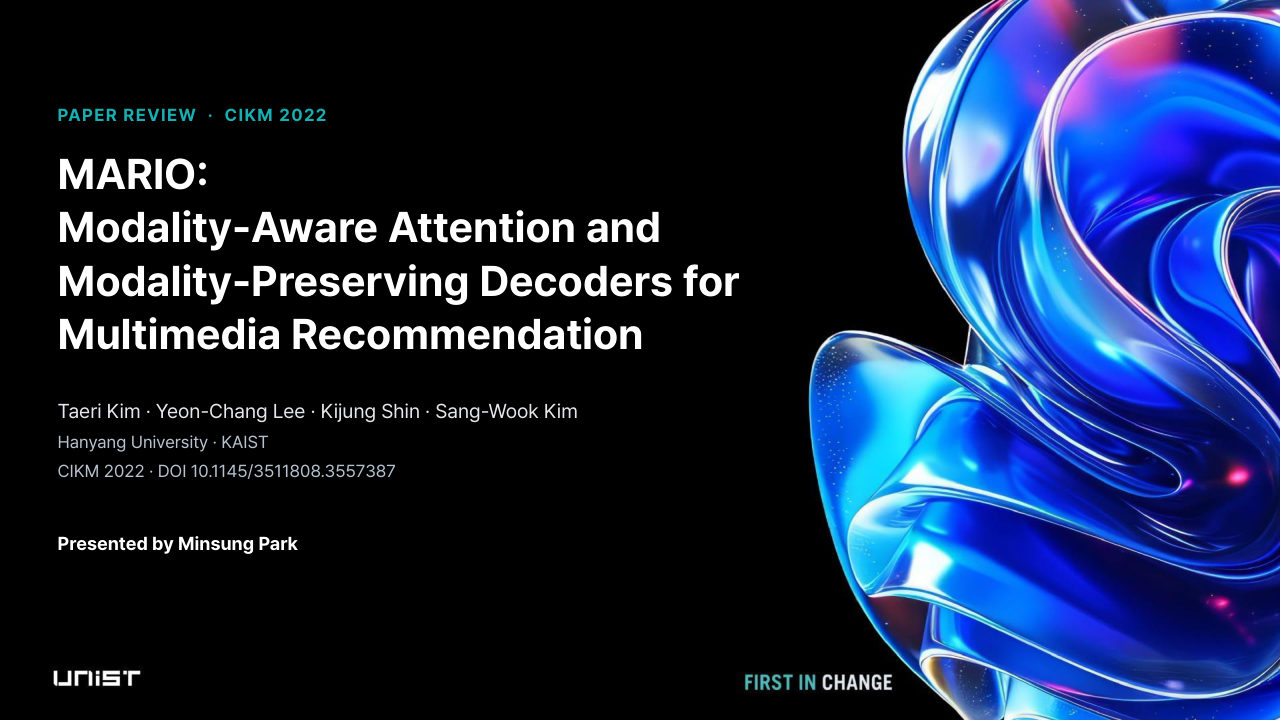 PAPER REVIEW · CIKM 2022
MARIO:
Modality-Aware Attention and
Modality-Preserving Decoders for
Multimedia Recommendation
Taeri Kim · Yeon-Chang Lee · Kijung Shin · Sang-Wook Kim
Hanyang University · KAIST
CIKM 2022 · DOI 10.1145/3511808.3557387
Presented by Minsung Park
UNIST
FIRST IN CHANGE